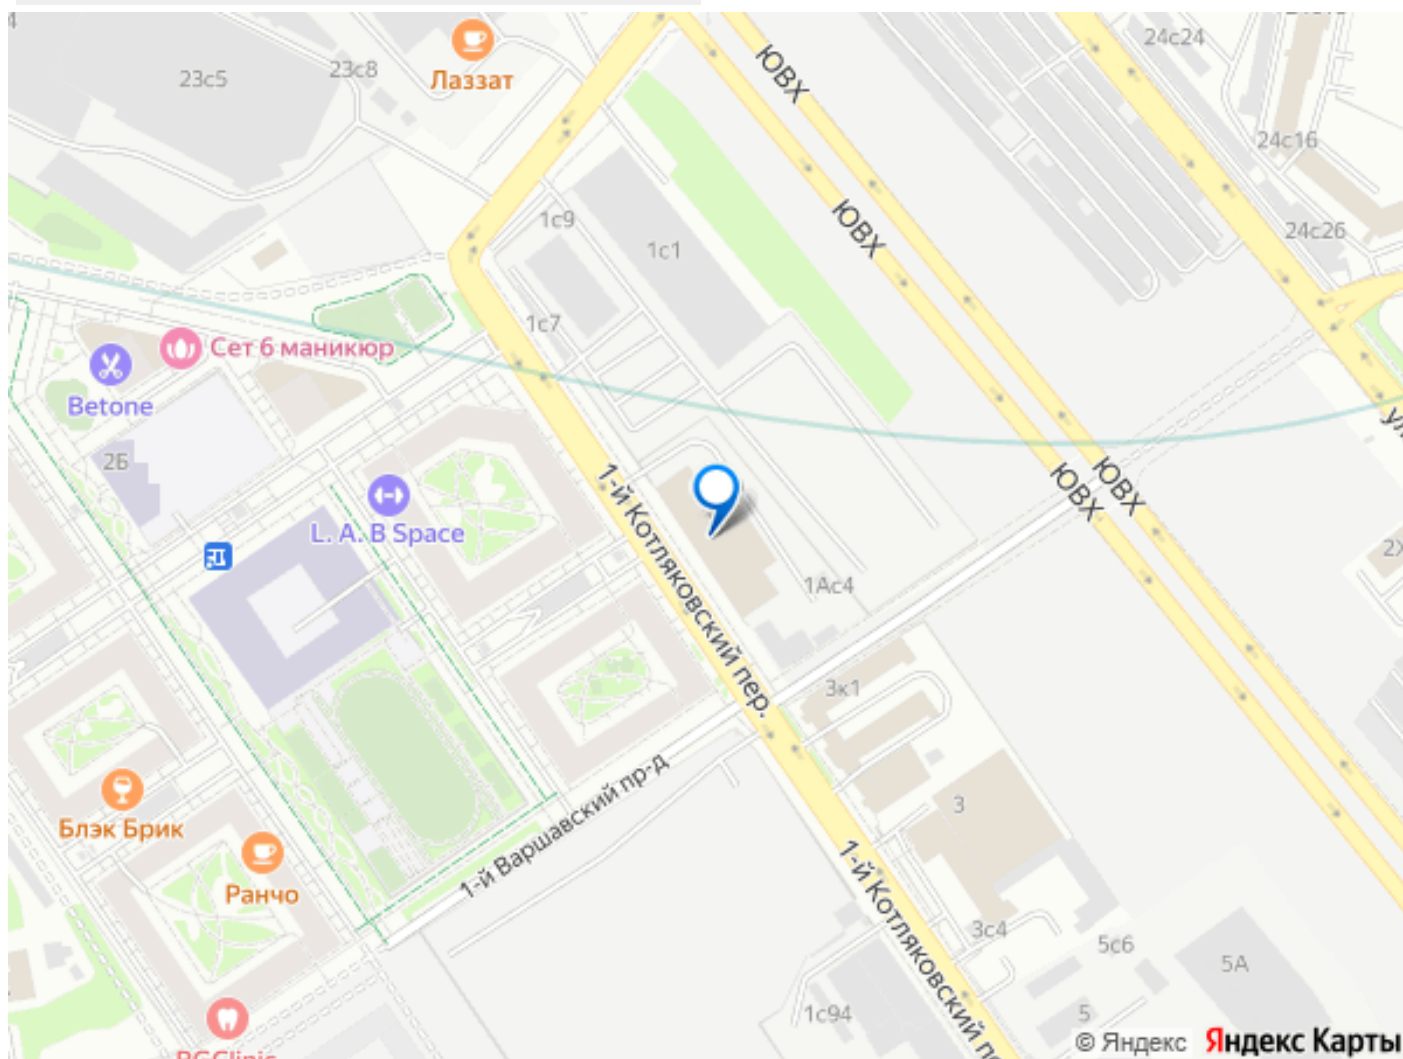 24с24
23с5
23с8
Лаззат
ЮВХ
24с16
1с9
1с1
ЮВХ
24с26
1с7
Сет 6 маникюр
Betone
2Б
L. A. B Space
1-й Котляковский пер.
ЮВХ
ЮВХ
1Ас4
3к1
Блэк Брик
Ранчо
1-й Варшавский пр-д
3
1-й Котляковский
3с4
5с6
5А
1с94
5
© Яндекс
Яндекс Карты